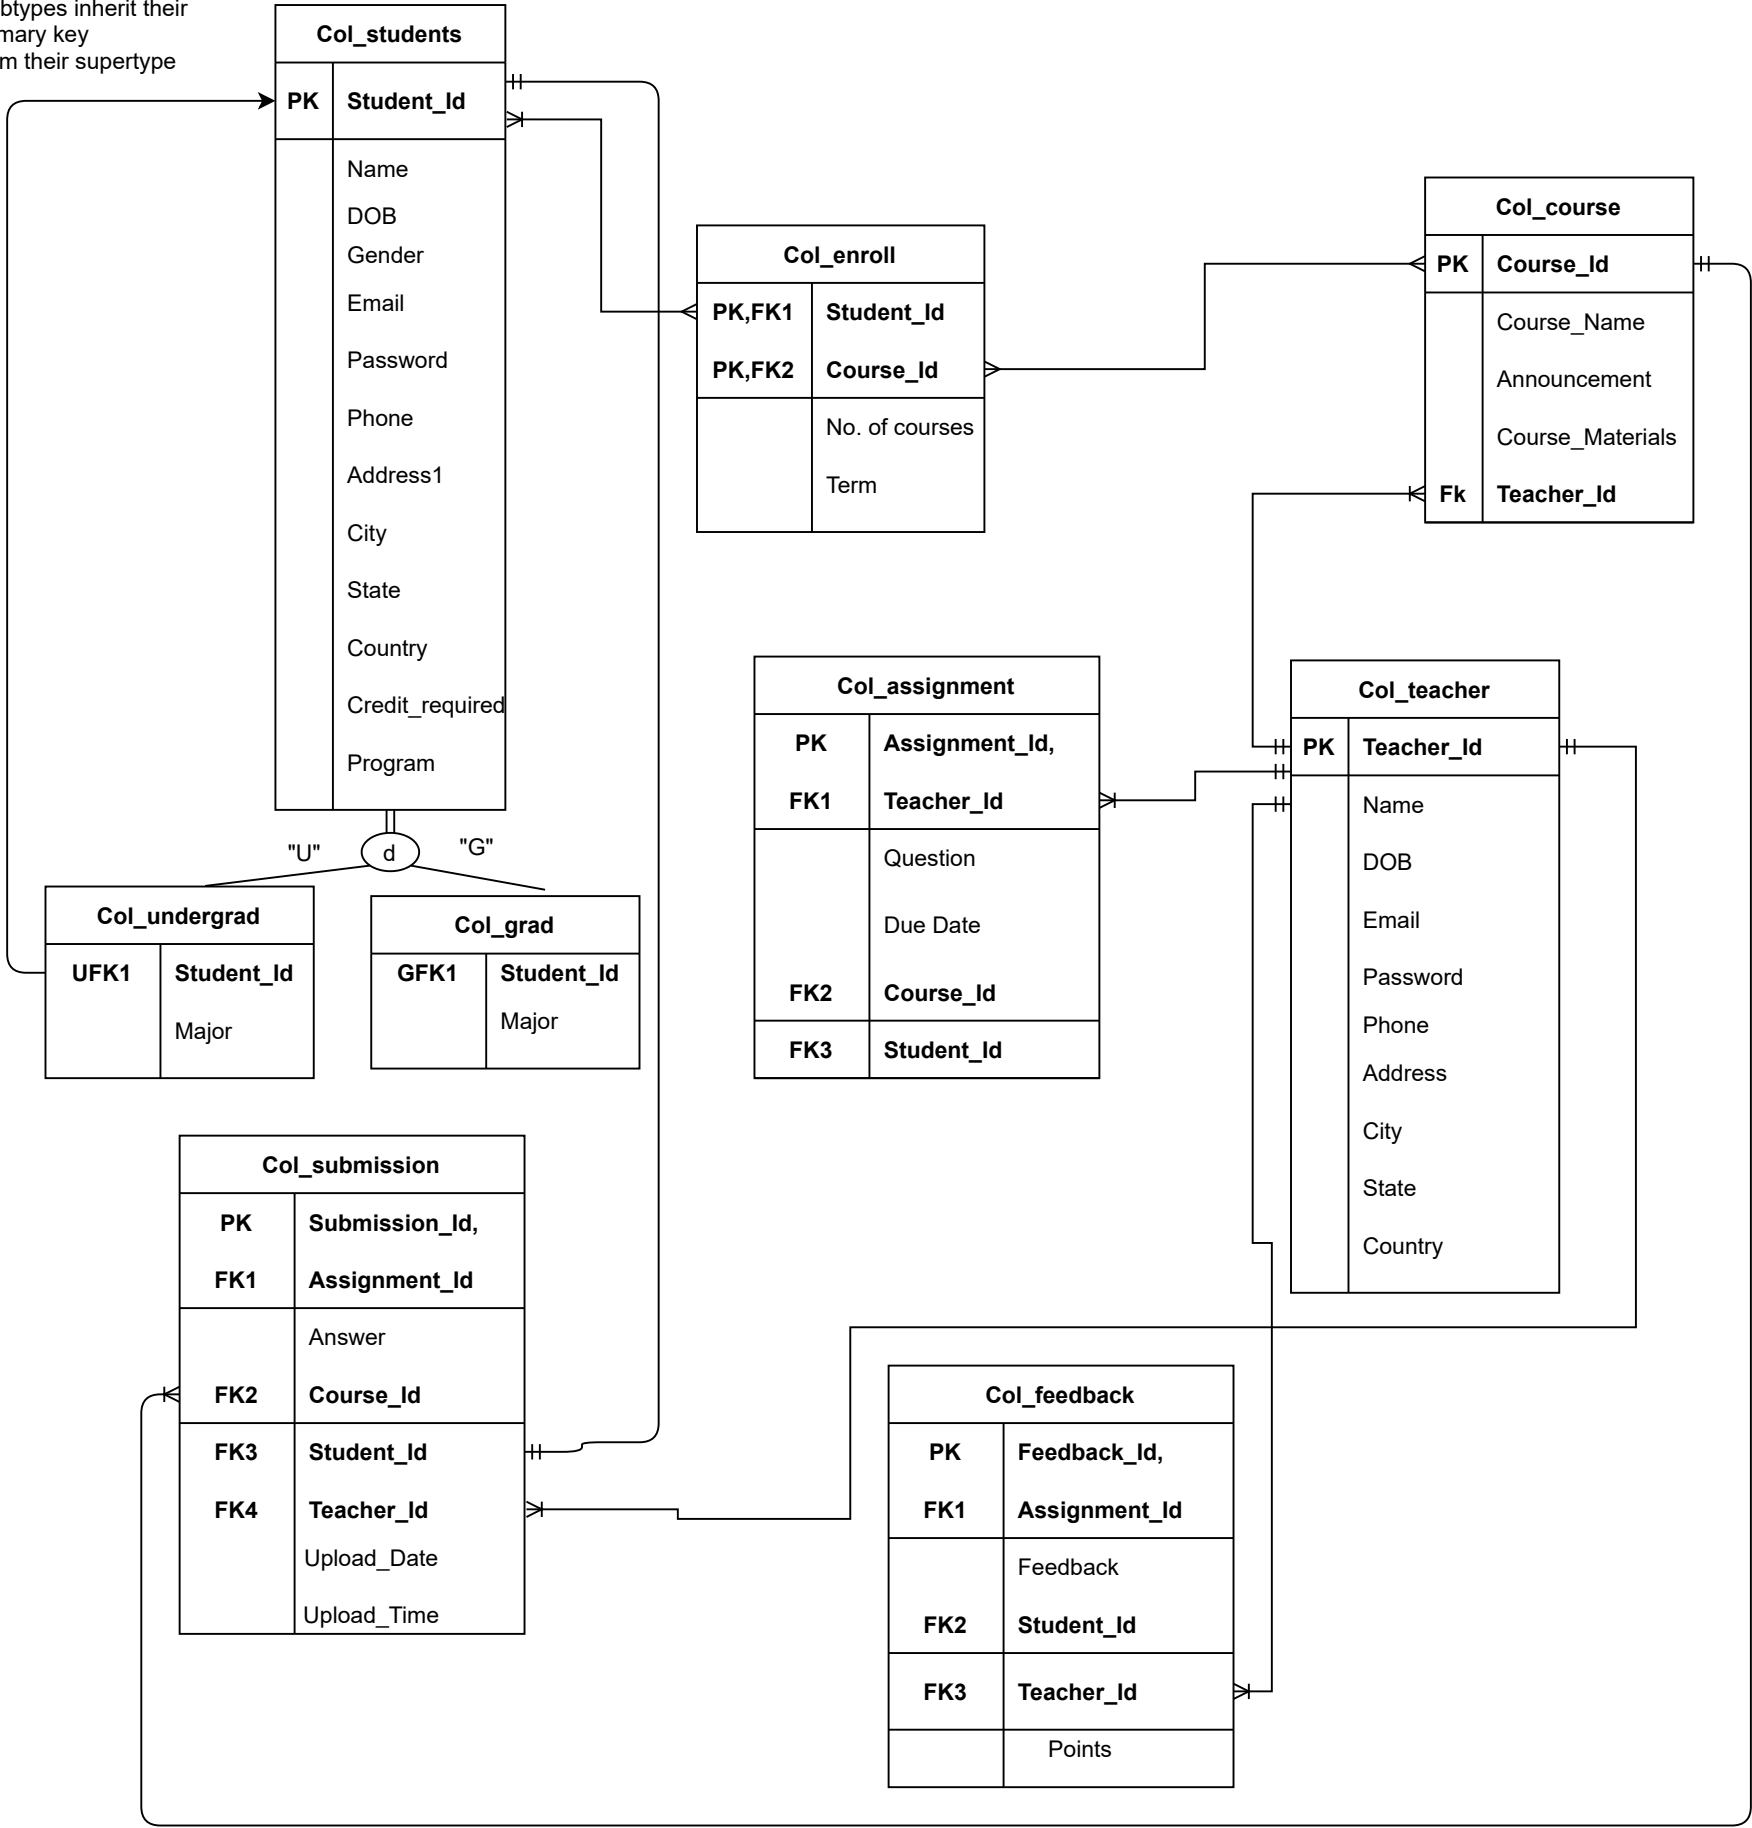 btypes inherit their
mary key
m their supertype
Col_students
PK Student_Id
Name
DOB
Gender
Email
Password
Phone
Address1
City
State
Country
Credit_required
Program
d
"U"
"G"
Col_undergrad
UFK1 Student_Id
Major
Col_grad
GFK1 Student_Id
Major
Col_enroll
PK,FK1 Student_Id
PK,FK2 Course_Id
No. of courses
Term
Col_course
PK Course_Id
Course_Name
Announcement
Course_Materials
Fk Teacher_Id
Col_assignment
PK Assignment_Id,
FK1 Teacher_Id
Question
Due Date
FK2 Course_Id
FK3 Student_Id
Col_teacher
PK Teacher_Id
Name
DOB
Email
Password
Phone
Address
City
State
Country
Col_submission
PK Submission_Id,
FK1 Assignment_Id
Answer
FK2 Course_Id
FK3 Student_Id
FK4 Teacher_Id
Upload_Date
Upload_Time
Col_feedback
PK Feedback_Id,
FK1 Assignment_Id
Feedback
FK2 Student_Id
FK3 Teacher_Id
Points